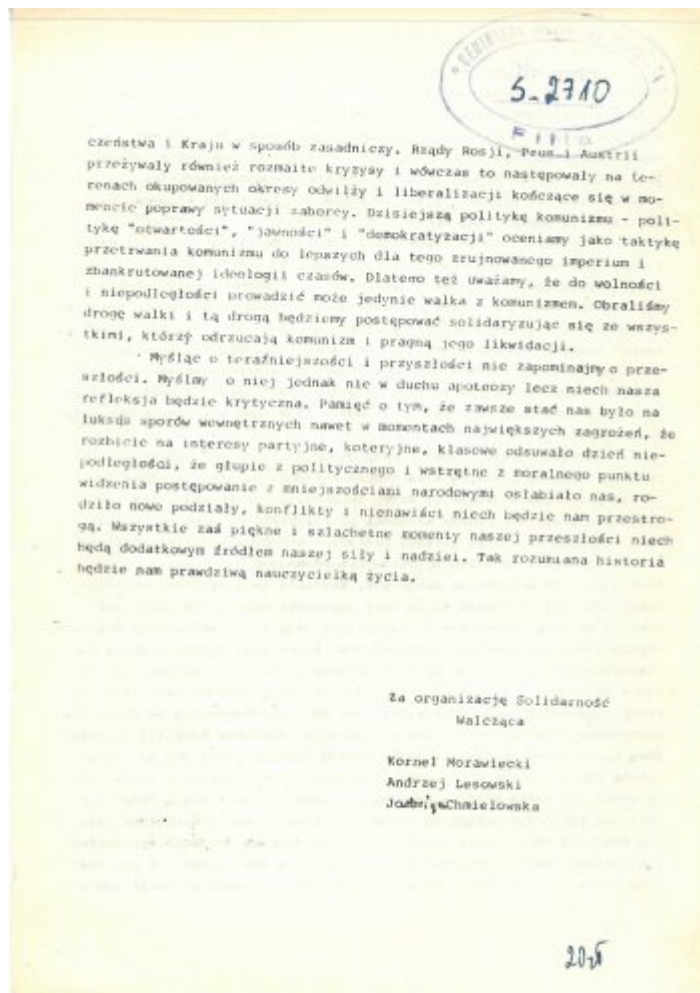 S-2710
Filia
czeństwa i Kraju w sposób zasadniczy. Rządy Rosji, Prus i Austrii
przeżywały również rozmaite kryzysy i wówczas to następowały na te-
renach okupowanych okresy odwilży i liberalizacji kończące się w mo-
mencie poprawy sytuacji zaborcy. Dzisiejszą politykę komunizmu - poli-
tykę "otwartości", "jawności" i "demokratyzacji" oceniamy jako taktykę
przetrwania komunizmu do lepszych dla tego zrujnowanego imperium i
zbankrutowanej ideologii czasów. Dlatego też uważamy, że do wolności
i niepodległości prowadzić może jedynie walka z komunizmem. Obraliśmy
drogę walki i tą drogą będziemy postępować solidaryzując się ze wszys-
tkimi, którzy odrzucają komunizm i pragną jego likwidacji.
Myśląc o teraźniejszości i przyszłości nie zapominajmy o prze-
szłości. Myślmy o niej jednak nie w duchu apoteozy lecz niech nasza
refleksja będzie krytyczna. Pamięć o tym, że zawsze stać nas było na
luksus sporów wewnętrznych nawet w momentach największych zagrożeń, że
rozbicie na interesy partyjne, koteryjne, klasowe odsuwało dzień nie-
podległości, że głupie z politycznego i wstrętne z moralnego punktu
widzenia postępowanie z mniejszościami narodowymi osłabiało nas, ro-
dziło nowe podziały, konflikty i nienawiści niech będzie nam przestro-
gą. Wszystkie zaś piękne i szlachetne momenty naszej przeszłości niech
będą dodatkowym źródłem naszej siły i nadziei. Tak rozumiana historia
będzie nam prawdziwą nauczycielką życia.
Za organizację Solidarność
Walcząca
Kornel Morawiecki
Andrzej Lesowski
Jadwiga Chmielowska
20 zł